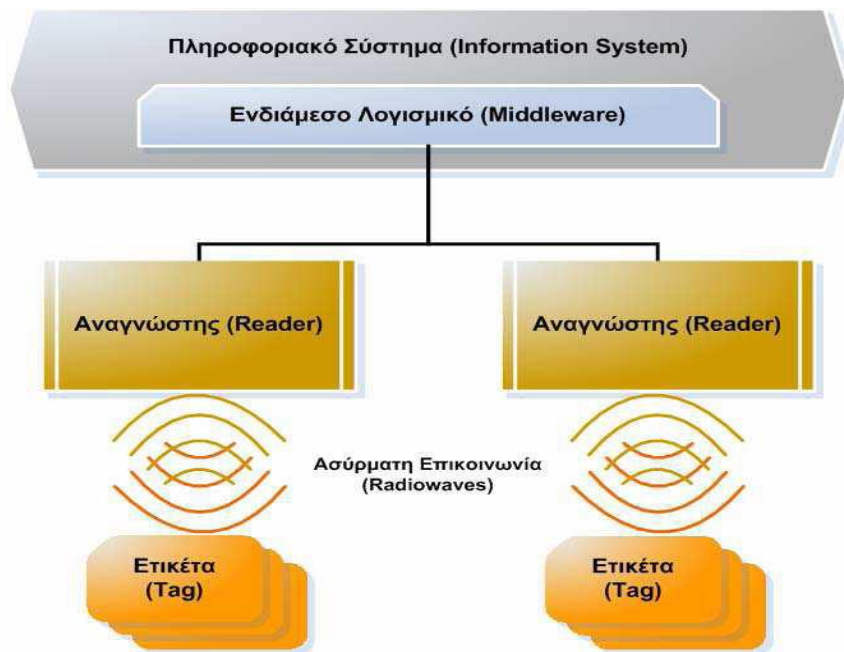 Πληροφοριακό Σύστημα (Information System)
Ενδιάμεσο Λογισμικό (Middleware)
Αναγνώστης (Reader)
Αναγνώστης (Reader)
Ασύρματη Επικοινωνία
(Radiowaves)
Ετικέτα
(Tag)
Ετικέτα
(Tag)